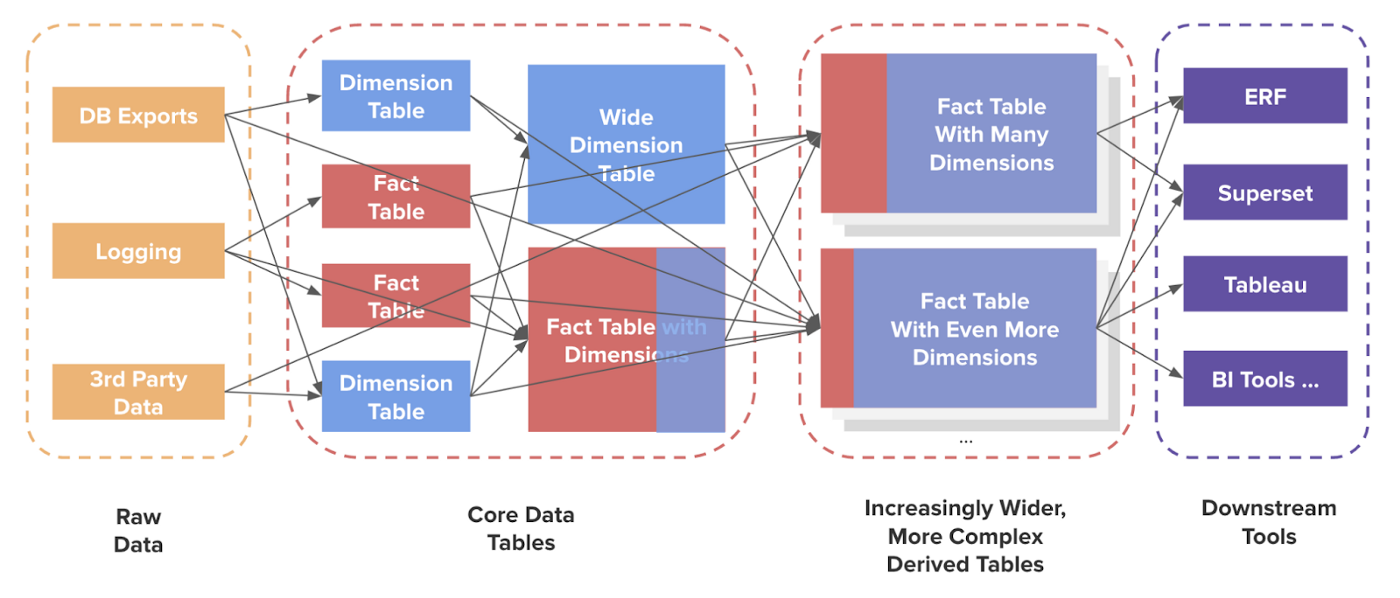 DB Exports
Logging
3rd Party
Data
Dimension
Table
Fact
Table
Fact
Table
Dimension
Table
Wide
Dimension
Table
Fact Table with
Dimensions
Fact Table
With Many
Dimensions
Fact Table
With Even More
Dimensions
...
ERF
Superset
Tableau
BI Tools ...
Raw
Data
Core Data
Tables
Increasingly Wider,
More Complex
Derived Tables
Downstream
Tools